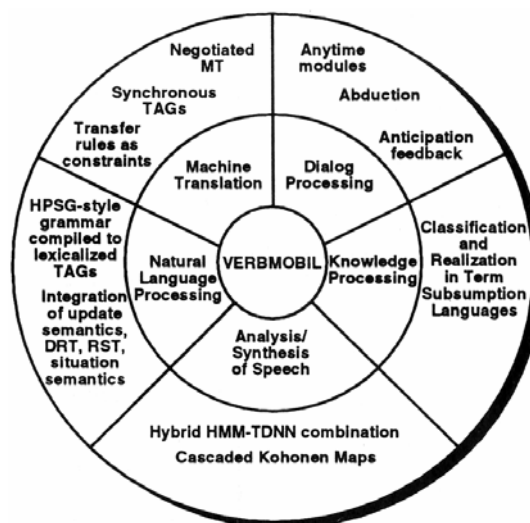 Negotiated
MT
Synchronous
TAGs
Transfer
rules as
constraints
Anytime
modules
Abduction
Anticipation
feedback
Machine
Translation
Dialog
Processing
HPSG-style
grammar
compiled to
lexicalized
TAGs
Integration
of update
semantics,
DRT, RST,
situation
semantics
Natural
Language
Processing
VERBMOBIL
Knowledge
Processing
Classification
and
Realization
in Term
Subsumption
Languages
Analysis/
Synthesis
of Speech
Hybrid HMM-TDNN combination
Cascaded Kohonen Maps